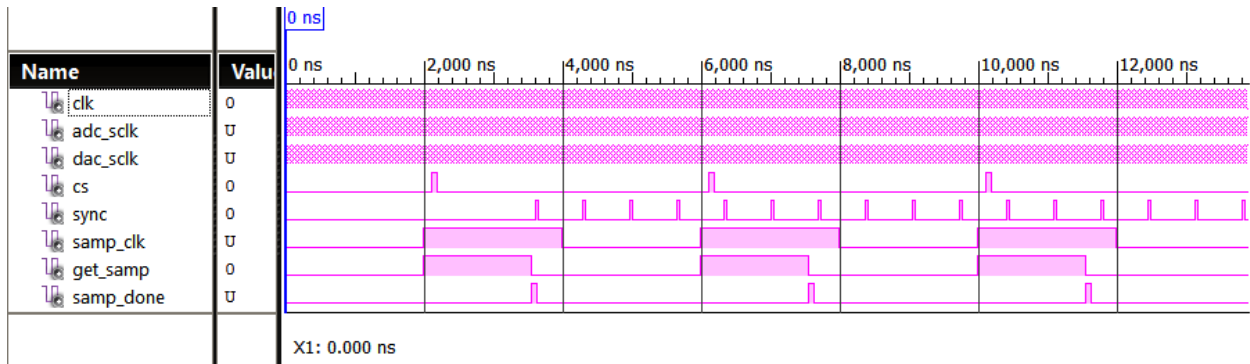 0 ns
Name Valu 0 ns 2,000 ns 4,000 ns 6,000 ns 8,000 ns 10,000 ns 12,000 ns
clk 0
adc_sclk U
dac_sclk U
cs 0
sync 0
samp_clk U
get_samp 0
samp_done U
X1: 0.000 ns